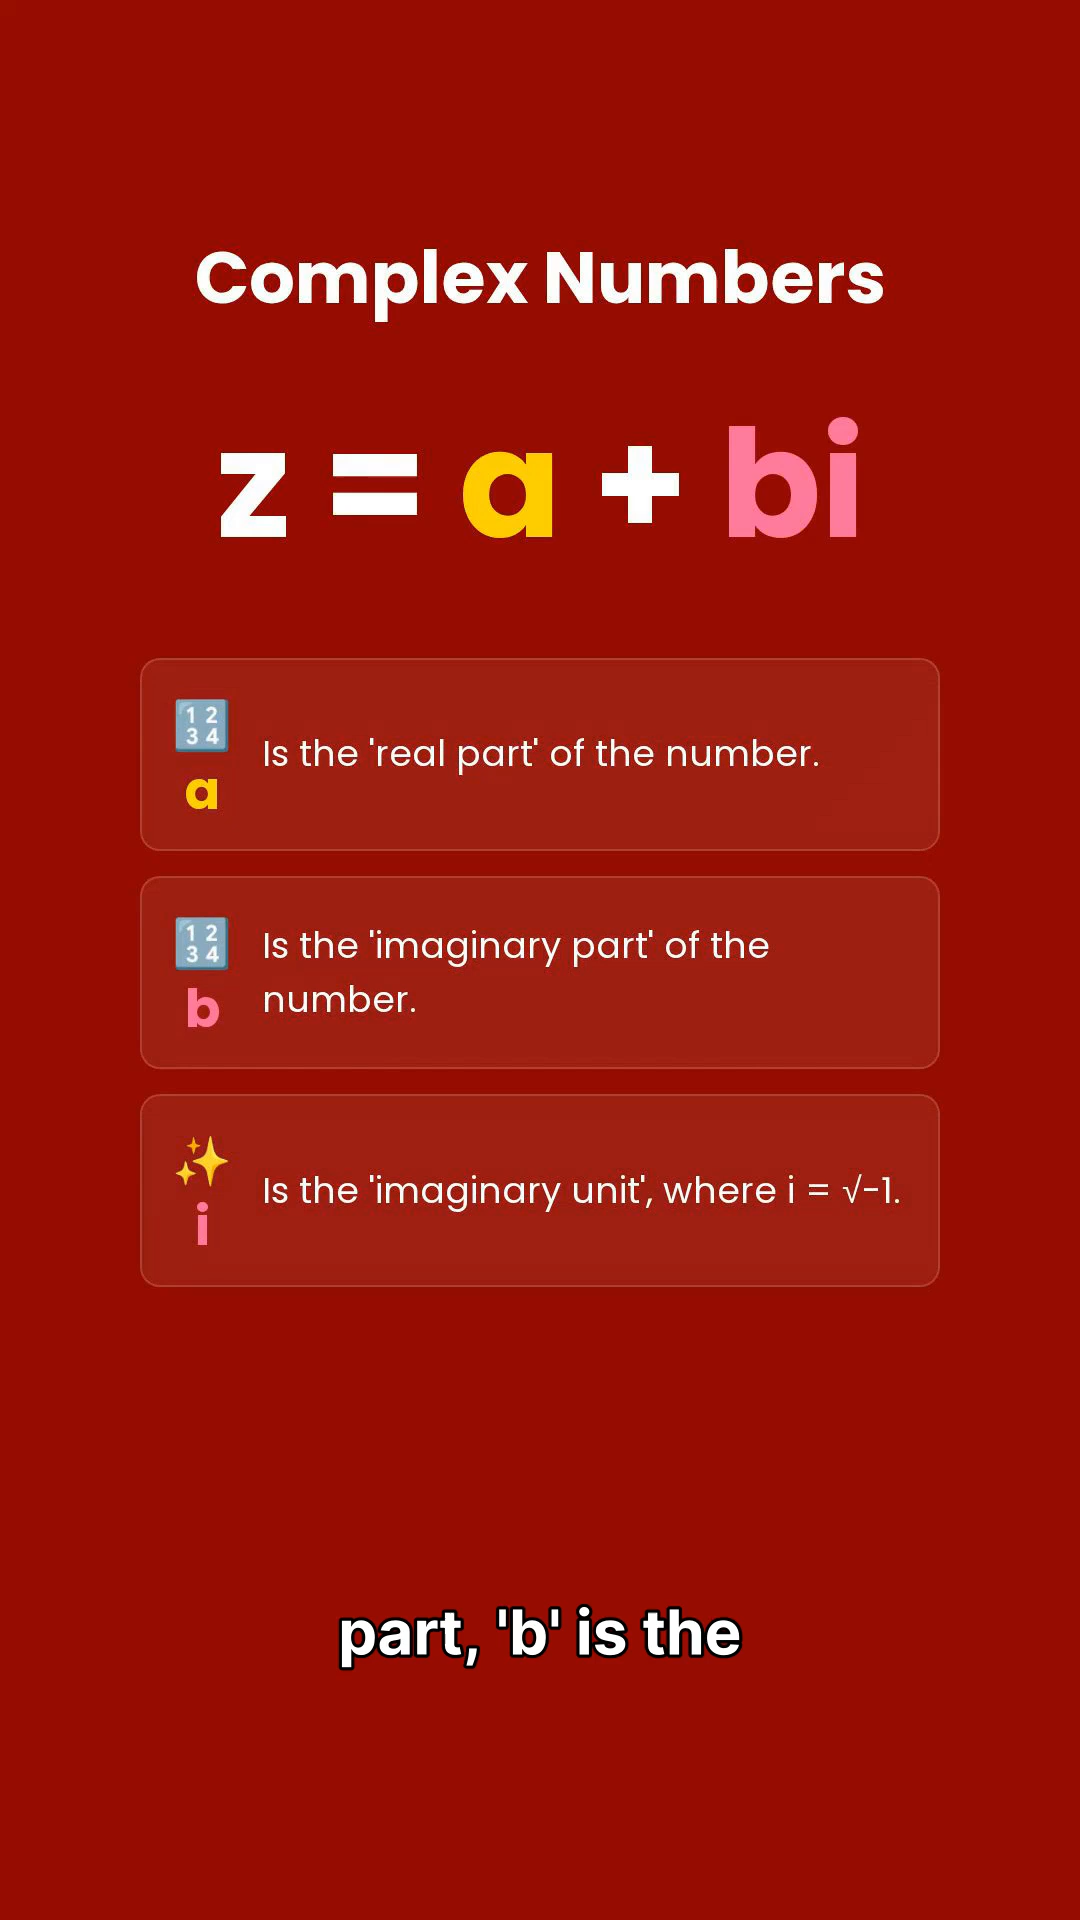 Complex Numbers
z = a + bi
🔢
a
Is the 'real part' of the number.
🔢
b
Is the 'imaginary part' of the
number.
✨
i
Is the 'imaginary unit', where i = √-1.
part, 'b' is the